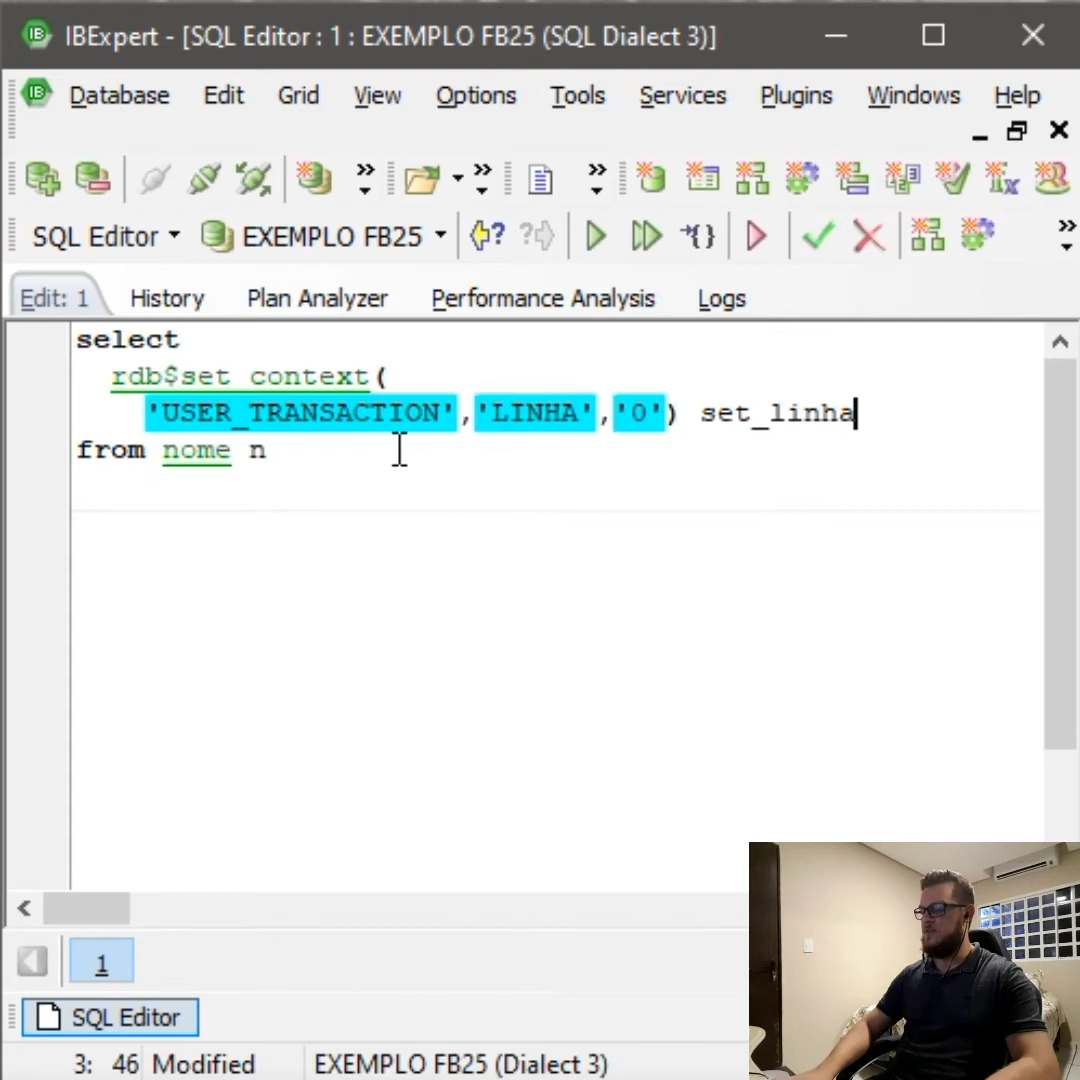 IBExpert - [SQL Editor : 1 : EXEMPLO FB25 (SQL Dialect 3)]
Database Edit Grid View Options Tools Services Plugins Windows Help
SQL Editor EXEMPLO FB25
Edit: 1 History Plan Analyzer Performance Analysis Logs
select
rdb$set_context(
'USER_TRANSACTION','LINHA','0') set_linha
from nome n
1
SQL Editor
3: 46 Modified EXEMPLO FB25 (Dialect 3)